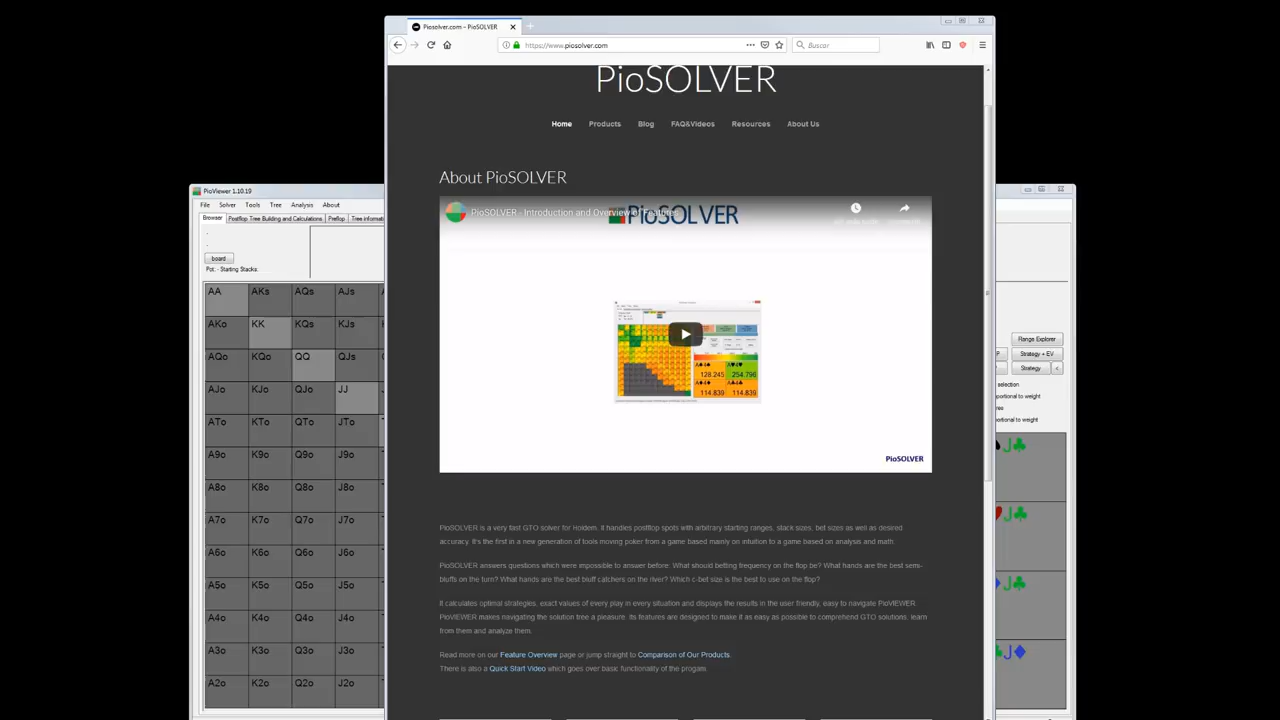 Piosolver.com - PioSOLVER
https://www.piosolver.com
Buscar
PioSOLVER
Home Products Blog FAQ&Videos Resources About Us
About PioSOLVER
PioSOLVER - Introduction and Overview of Features
PioSOLVER
128.245 254.796
114.839 114.839
PioSOLVER
PioSOLVER is a very fast GTO solver for Holdem. It handles postflop spots with arbitrary starting ranges, stack sizes, bet sizes as well as desired
accuracy. It's the first in a new generation of tools moving poker from a game based mainly on intuition to a game based on analysis and math.
PioSOLVER answers questions which were impossible to answer before: What should betting frequency on the flop be? What hands are the best semi-
bluffs on the turn? What hands are the best bluff catchers on the river? Which c-bet size is the best to use on the flop?
It calculates optimal strategies, exact values of every play in every situation and displays the results in the user friendly, easy to navigate PioVIEWER.
PioVIEWER makes navigating the solution tree a pleasure. Its features are designed to make it as easy as possible to comprehend GTO solutions, learn
from them and analyze them.
Read more on our Feature Overview page or jump straight to Comparison of Our Products.
There is also a Quick Start Video which goes over basic functionality of the progam.
PioViewer 1.10.19
File Solver Tools Tree Analysis About
Browser Postflop Tree Building and Calculations Preflop Tree informati
board
Pot: - Starting Stacks:
AA AKs AQs AJs
AKo KK KQs KJs
AQo KQo QQ QJs
AJo KJo QJo JJ
ATo KTo QTo JTo
A9o K9o Q9o J9o
A8o K8o Q8o J8o
A7o K7o Q7o J7o
A6o K6o Q6o J6o
A5o K5o Q5o J5o
A4o K4o Q4o J4o
A3o K3o Q3o J3o
A2o K2o Q2o J2o
Range Explorer
Strategy + EV
Strategy <
selection
oportional to weight
ree
portional to weight
J♣
J♣
J♣
J♦